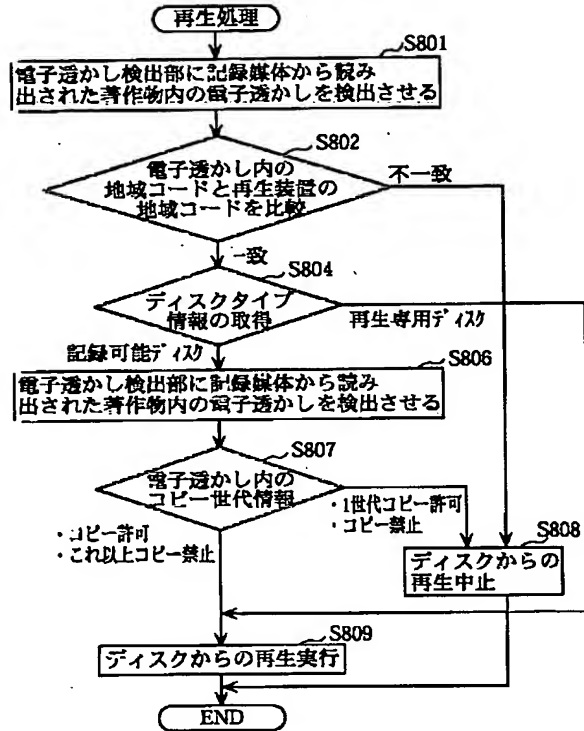 再生処理
S801
電子透かし検出部に記録媒体から読み
出された著作物内の電子透かしを検出させる
S802
電子透かし内の
地域コードと再生装置の
地域コードを比較
不一致
一致
S804
ディスクタイプ
情報の取得
再生専用ディスク
記録可能ディスク
S806
電子透かし検出部に記録媒体から読み
出された著作物内の電子透かしを検出させる
S807
電子透かし内の
コピー世代情報
・1世代コピー許可
・コピー禁止
・コピー許可
・これ以上コピー禁止
S808
ディスクからの
再生中止
S809
ディスクからの再生実行
END